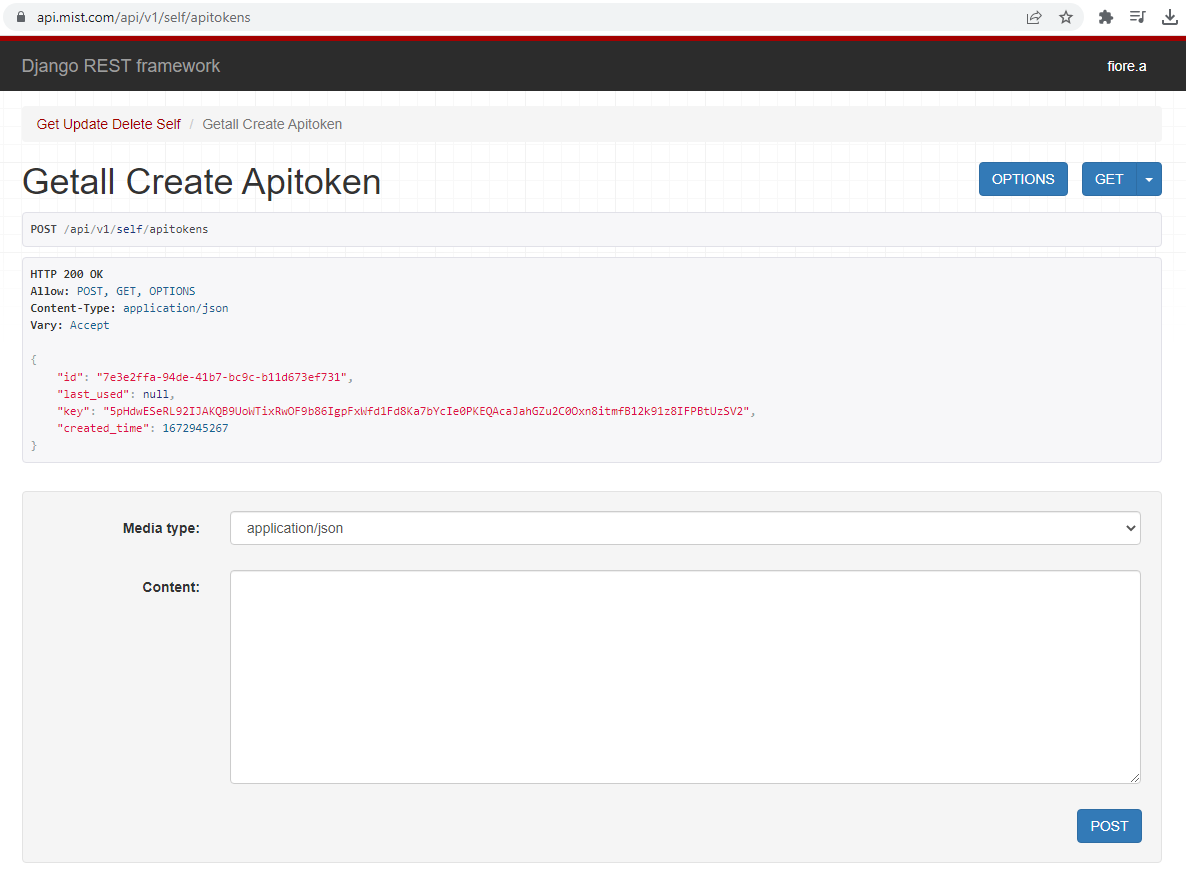 api.mist.com/api/v1/self/apitokens
Django REST framework
fiore.a
Get Update Delete Self / Getall Create Apitoken
Getall Create Apitoken
OPTIONS
GET
POST /api/v1/self/apitokens
HTTP 200 OK
Allow: POST, GET, OPTIONS
Content-Type: application/json
Vary: Accept
{
"id": "7e3e2ffa-94de-41b7-bc9c-b11d673ef731",
"last_used": null,
"key": "5pHdwESeRL92IJAKQB9UoWTixRwOF9b86IgpFxWfd1Fd8Ka7bYcIe0PKEQAcaJahGZu2C0Oxn8itmfB12k91z8IFPBtUzSV2",
"created_time": 1672945267
}
Media type:
application/json
Content:
POST